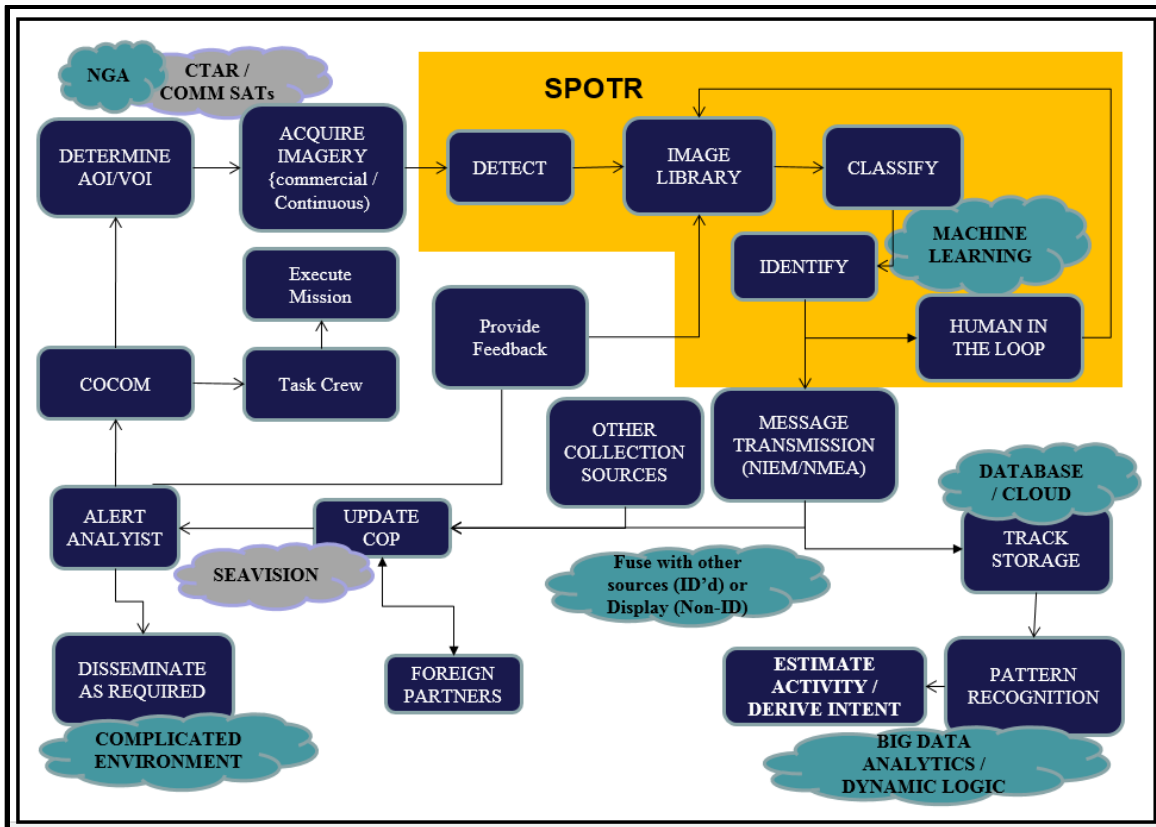 NGA
CTAR /
COMM SATs
SPOTR
DETERMINE
AOI/VOI
ACQUIRE
IMAGERY
{commercial /
Continuous)
DETECT
IMAGE
LIBRARY
CLASSIFY
MACHINE
LEARNING
IDENTIFY
Execute
Mission
Provide
Feedback
HUMAN IN
THE LOOP
COCOM
Task Crew
OTHER
COLLECTION
SOURCES
MESSAGE
TRANSMISSION
(NIEM/NMEA)
DATABASE
/ CLOUD
ALERT
ANALYIST
UPDATE
COP
TRACK
STORAGE
SEAVISION
Fuse with other
sources (ID’d) or
Display (Non-ID)
DISSEMINATE
AS REQUIRED
FOREIGN
PARTNERS
ESTIMATE
ACTIVITY /
DERIVE INTENT
PATTERN
RECOGNITION
COMPLICATED
ENVIRONMENT
BIG DATA
ANALYTICS /
DYNAMIC LOGIC